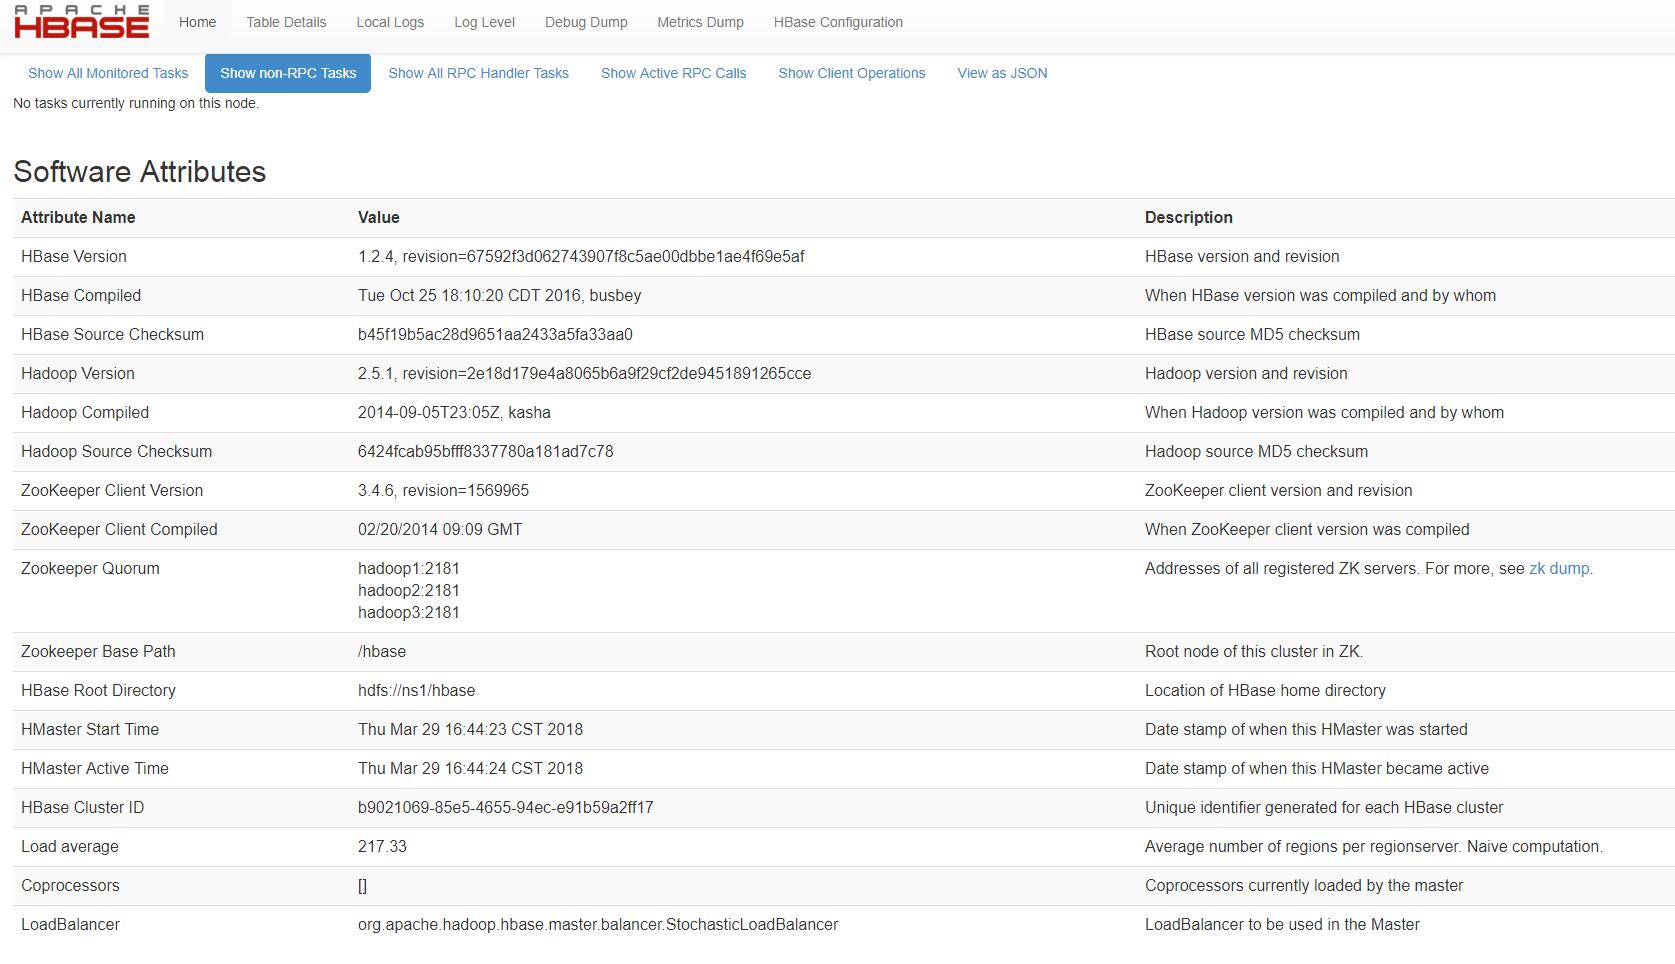 APACHE
HBASE
Home Table Details Local Logs Log Level Debug Dump Metrics Dump HBase Configuration
Show All Monitored Tasks Show non-RPC Tasks Show All RPC Handler Tasks Show Active RPC Calls Show Client Operations View as JSON
No tasks currently running on this node.
Software Attributes
Attribute Name Value Description
HBase Version 1.2.4, revision=67592f3d062743907f8c5ae00dbbe1ae4f69e5af HBase version and revision
HBase Compiled Tue Oct 25 18:10:20 CDT 2016, busbey When HBase version was compiled and by whom
HBase Source Checksum b45f19b5ac28d9651aa2433a5fa33aa0 HBase source MD5 checksum
Hadoop Version 2.5.1, revision=2e18d179e4a8065b6a9f29cf2de9451891265cce Hadoop version and revision
Hadoop Compiled 2014-09-05T23:05Z, kasha When Hadoop version was compiled and by whom
Hadoop Source Checksum 6424fcab95bfff8337780a181ad7c78 Hadoop source MD5 checksum
ZooKeeper Client Version 3.4.6, revision=1569965 ZooKeeper client version and revision
ZooKeeper Client Compiled 02/20/2014 09:09 GMT When ZooKeeper client version was compiled
Zookeeper Quorum hadoop1:2181 Addresses of all registered ZK servers. For more, see zk dump.
hadoop2:2181
hadoop3:2181
Zookeeper Base Path /hbase Root node of this cluster in ZK.
HBase Root Directory hdfs://ns1/hbase Location of HBase home directory
HMaster Start Time Thu Mar 29 16:44:23 CST 2018 Date stamp of when this HMaster was started
HMaster Active Time Thu Mar 29 16:44:24 CST 2018 Date stamp of when this HMaster became active
HBase Cluster ID b9021069-85e5-4655-94ec-e91b59a2ff17 Unique identifier generated for each HBase cluster
Load average 217.33 Average number of regions per regionserver. Naive computation.
Coprocessors [] Coprocessors currently loaded by the master
LoadBalancer org.apache.hadoop.hbase.master.balancer.StochasticLoadBalancer LoadBalancer to be used in the Master